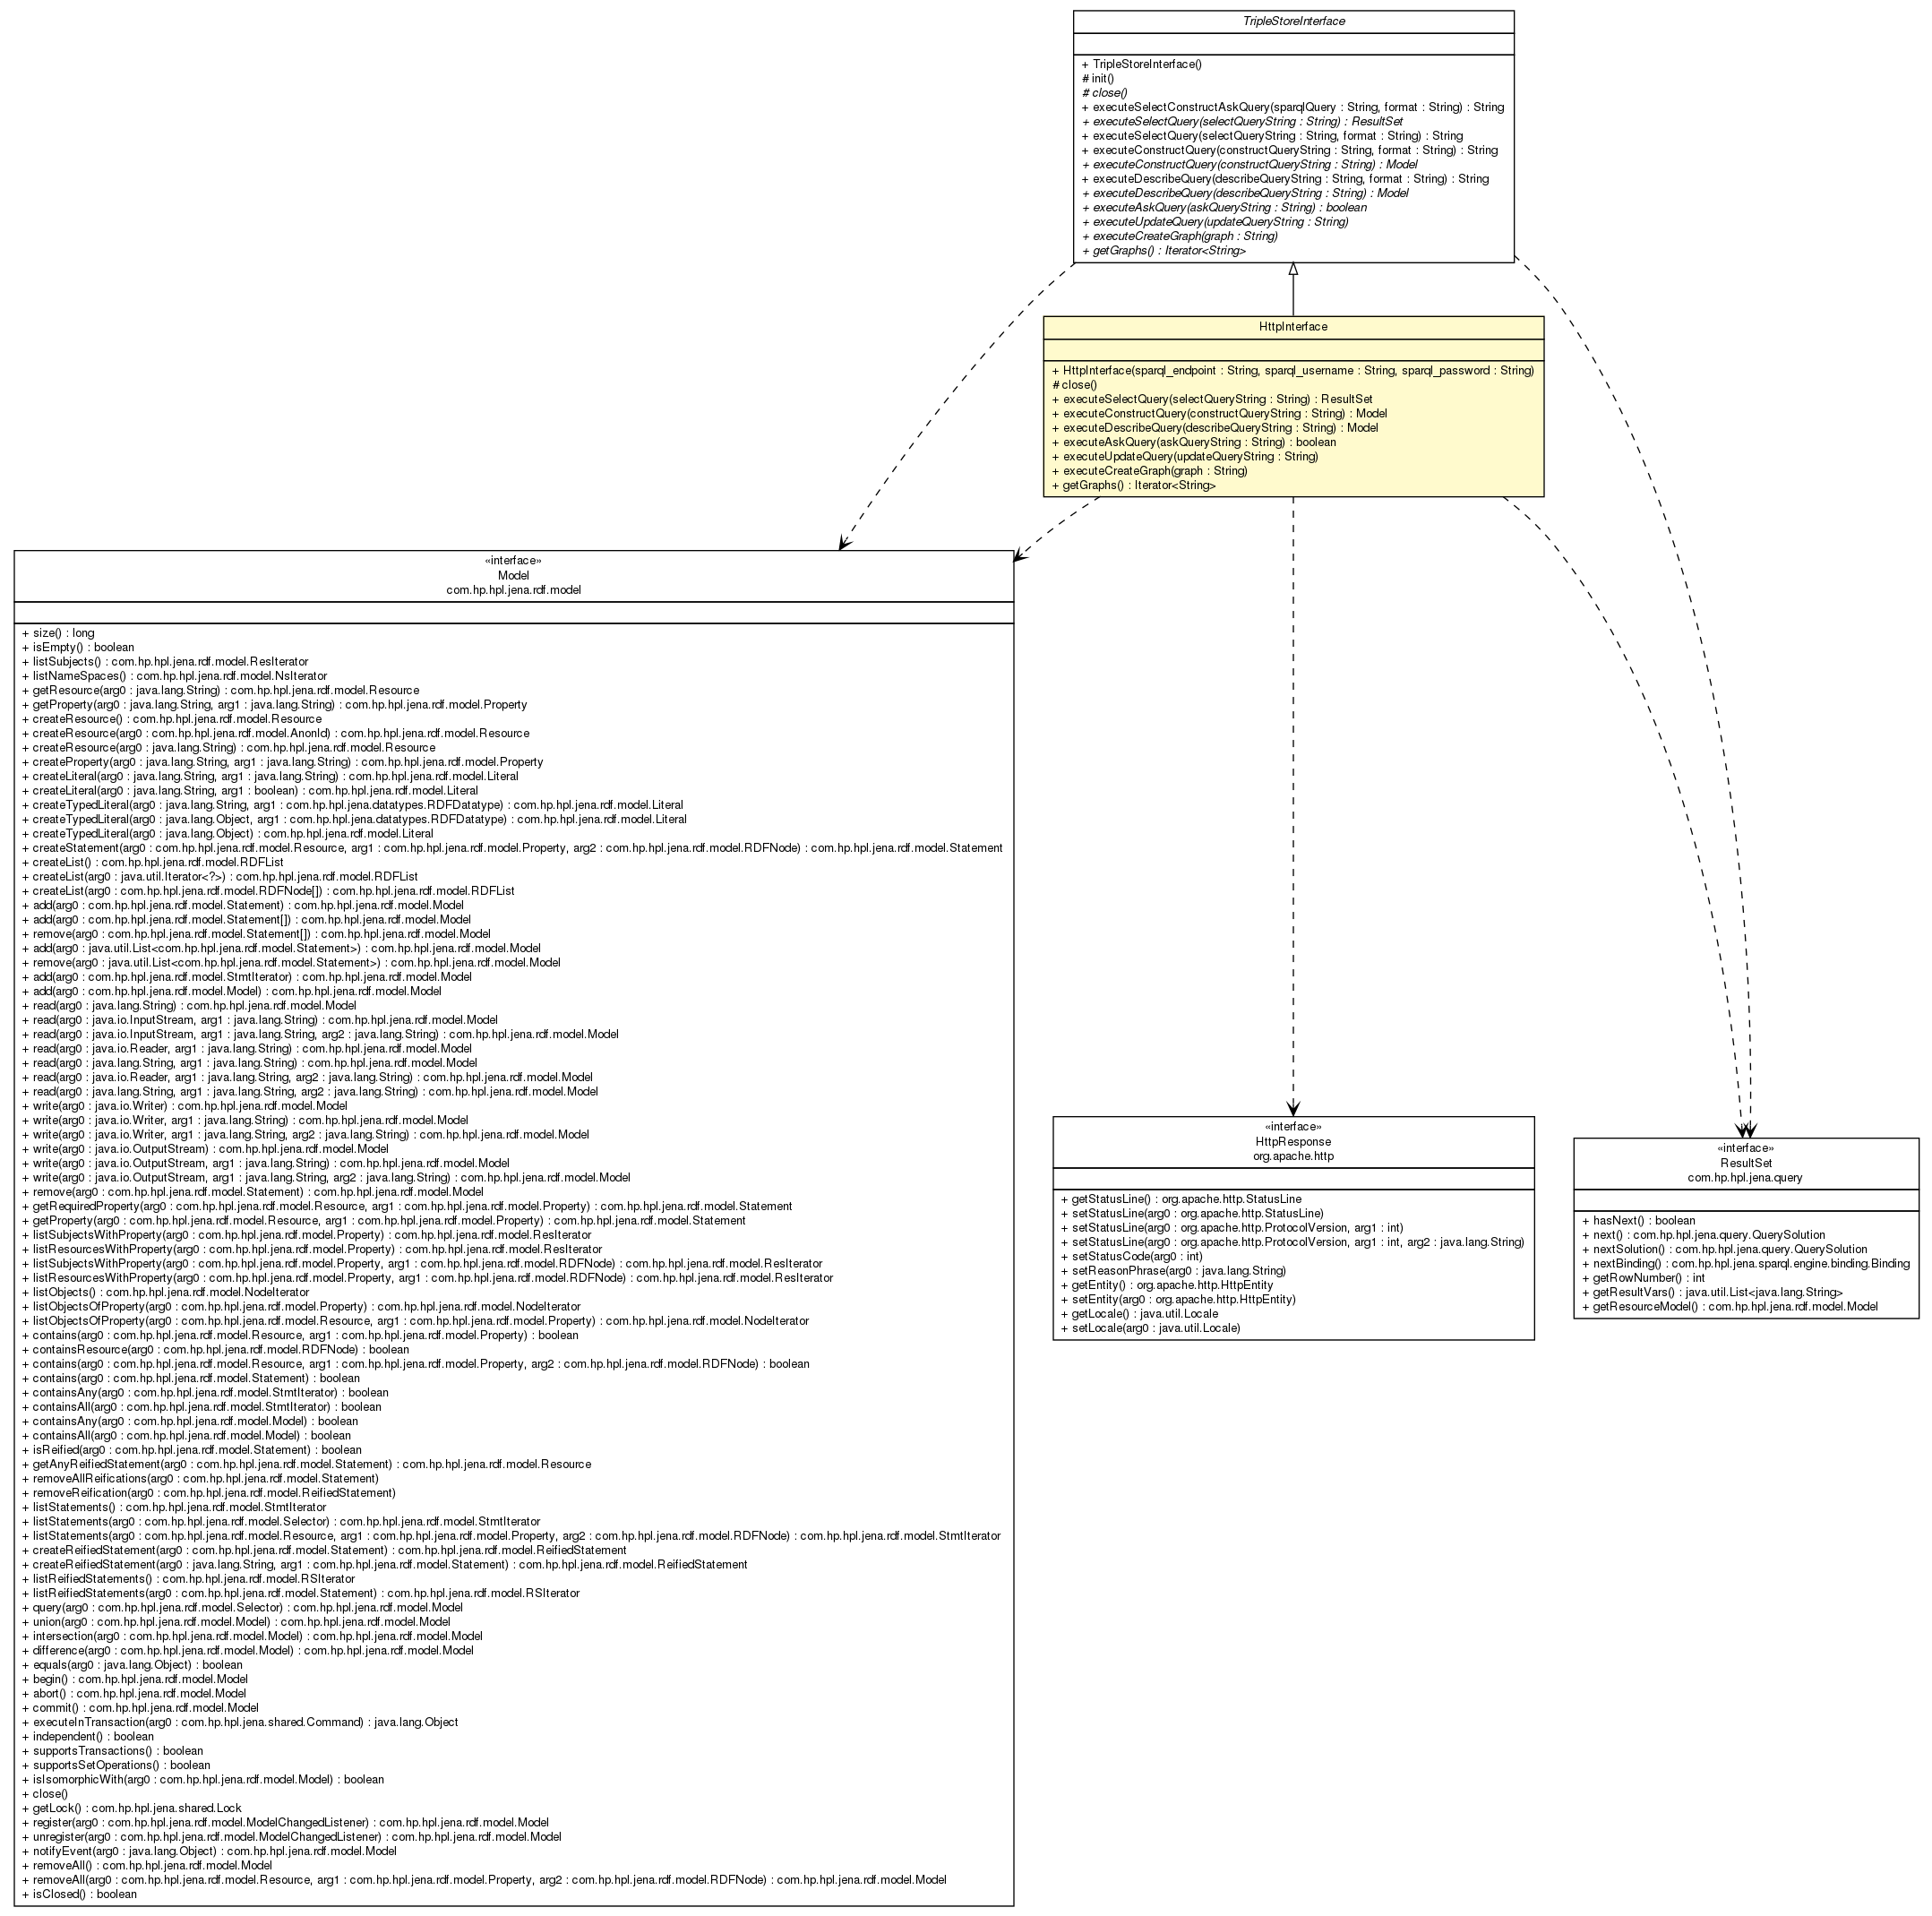 TripleStoreInterface
+ TripleStoreInterface()
# init()
# close()
+ executeSelectConstructAskQuery(sparqlQuery : String, format : String) : String
+ executeSelectQuery(selectQueryString : String) : ResultSet
+ executeSelectQuery(selectQueryString : String, format : String) : String
+ executeConstructQuery(constructQueryString : String, format : String) : String
+ executeConstructQuery(constructQueryString : String) : Model
+ executeDescribeQuery(describeQueryString : String, format : String) : String
+ executeDescribeQuery(describeQueryString : String) : Model
+ executeAskQuery(askQueryString : String) : boolean
+ executeUpdateQuery(updateQueryString : String)
+ executeCreateGraph(graph : String)
+ getGraphs() : Iterator<String>
HttpInterface
+ HttpInterface(sparql_endpoint : String, sparql_username : String, sparql_password : String)
# close()
+ executeSelectQuery(selectQueryString : String) : ResultSet
+ executeConstructQuery(constructQueryString : String) : Model
+ executeDescribeQuery(describeQueryString : String) : Model
+ executeAskQuery(askQueryString : String) : boolean
+ executeUpdateQuery(updateQueryString : String)
+ executeCreateGraph(graph : String)
+ getGraphs() : Iterator<String>
«interface»
Model
com.hp.hpl.jena.rdf.model
+ size() : long
+ isEmpty() : boolean
+ listSubjects() : com.hp.hpl.jena.rdf.model.ResIterator
+ listNameSpaces() : com.hp.hpl.jena.rdf.model.NsIterator
+ getResource(arg0 : java.lang.String) : com.hp.hpl.jena.rdf.model.Resource
+ getProperty(arg0 : java.lang.String, arg1 : java.lang.String) : com.hp.hpl.jena.rdf.model.Property
+ createResource() : com.hp.hpl.jena.rdf.model.Resource
+ createResource(arg0 : com.hp.hpl.jena.rdf.model.AnonId) : com.hp.hpl.jena.rdf.model.Resource
+ createResource(arg0 : java.lang.String) : com.hp.hpl.jena.rdf.model.Resource
+ createProperty(arg0 : java.lang.String, arg1 : java.lang.String) : com.hp.hpl.jena.rdf.model.Property
+ createLiteral(arg0 : java.lang.String, arg1 : java.lang.String) : com.hp.hpl.jena.rdf.model.Literal
+ createLiteral(arg0 : java.lang.String, arg1 : boolean) : com.hp.hpl.jena.rdf.model.Literal
+ createTypedLiteral(arg0 : java.lang.String, arg1 : com.hp.hpl.jena.datatypes.RDFDatatype) : com.hp.hpl.jena.rdf.model.Literal
+ createTypedLiteral(arg0 : java.lang.Object, arg1 : com.hp.hpl.jena.datatypes.RDFDatatype) : com.hp.hpl.jena.rdf.model.Literal
+ createTypedLiteral(arg0 : java.lang.Object) : com.hp.hpl.jena.rdf.model.Literal
+ createStatement(arg0 : com.hp.hpl.jena.rdf.model.Resource, arg1 : com.hp.hpl.jena.rdf.model.Property, arg2 : com.hp.hpl.jena.rdf.model.RDFNode) : com.hp.hpl.jena.rdf.model.Statement
+ createList() : com.hp.hpl.jena.rdf.model.RDFList
+ createList(arg0 : java.util.Iterator<?>) : com.hp.hpl.jena.rdf.model.RDFList
+ createList(arg0 : com.hp.hpl.jena.rdf.model.RDFNode[]) : com.hp.hpl.jena.rdf.model.RDFList
+ add(arg0 : com.hp.hpl.jena.rdf.model.Statement) : com.hp.hpl.jena.rdf.model.Model
+ add(arg0 : com.hp.hpl.jena.rdf.model.Statement[]) : com.hp.hpl.jena.rdf.model.Model
+ remove(arg0 : com.hp.hpl.jena.rdf.model.Statement[]) : com.hp.hpl.jena.rdf.model.Model
+ add(arg0 : java.util.List<com.hp.hpl.jena.rdf.model.Statement>) : com.hp.hpl.jena.rdf.model.Model
+ remove(arg0 : java.util.List<com.hp.hpl.jena.rdf.model.Statement>) : com.hp.hpl.jena.rdf.model.Model
+ add(arg0 : com.hp.hpl.jena.rdf.model.StmtIterator) : com.hp.hpl.jena.rdf.model.Model
+ add(arg0 : com.hp.hpl.jena.rdf.model.Model) : com.hp.hpl.jena.rdf.model.Model
+ read(arg0 : java.lang.String) : com.hp.hpl.jena.rdf.model.Model
+ read(arg0 : java.io.InputStream, arg1 : java.lang.String) : com.hp.hpl.jena.rdf.model.Model
+ read(arg0 : java.io.InputStream, arg1 : java.lang.String, arg2 : java.lang.String) : com.hp.hpl.jena.rdf.model.Model
+ read(arg0 : java.io.Reader, arg1 : java.lang.String) : com.hp.hpl.jena.rdf.model.Model
+ read(arg0 : java.lang.String, arg1 : java.lang.String) : com.hp.hpl.jena.rdf.model.Model
+ read(arg0 : java.io.Reader, arg1 : java.lang.String, arg2 : java.lang.String) : com.hp.hpl.jena.rdf.model.Model
+ read(arg0 : java.lang.String, arg1 : java.lang.String, arg2 : java.lang.String) : com.hp.hpl.jena.rdf.model.Model
+ write(arg0 : java.io.Writer) : com.hp.hpl.jena.rdf.model.Model
+ write(arg0 : java.io.Writer, arg1 : java.lang.String) : com.hp.hpl.jena.rdf.model.Model
+ write(arg0 : java.io.Writer, arg1 : java.lang.String, arg2 : java.lang.String) : com.hp.hpl.jena.rdf.model.Model
+ write(arg0 : java.io.OutputStream) : com.hp.hpl.jena.rdf.model.Model
+ write(arg0 : java.io.OutputStream, arg1 : java.lang.String) : com.hp.hpl.jena.rdf.model.Model
+ write(arg0 : java.io.OutputStream, arg1 : java.lang.String, arg2 : java.lang.String) : com.hp.hpl.jena.rdf.model.Model
+ remove(arg0 : com.hp.hpl.jena.rdf.model.Statement) : com.hp.hpl.jena.rdf.model.Model
+ getRequiredProperty(arg0 : com.hp.hpl.jena.rdf.model.Resource, arg1 : com.hp.hpl.jena.rdf.model.Property) : com.hp.hpl.jena.rdf.model.Statement
+ getProperty(arg0 : com.hp.hpl.jena.rdf.model.Resource, arg1 : com.hp.hpl.jena.rdf.model.Property) : com.hp.hpl.jena.rdf.model.Statement
+ listSubjectsWithProperty(arg0 : com.hp.hpl.jena.rdf.model.Property) : com.hp.hpl.jena.rdf.model.ResIterator
+ listResourcesWithProperty(arg0 : com.hp.hpl.jena.rdf.model.Property) : com.hp.hpl.jena.rdf.model.ResIterator
+ listSubjectsWithProperty(arg0 : com.hp.hpl.jena.rdf.model.Property, arg1 : com.hp.hpl.jena.rdf.model.RDFNode) : com.hp.hpl.jena.rdf.model.ResIterator
+ listResourcesWithProperty(arg0 : com.hp.hpl.jena.rdf.model.Property, arg1 : com.hp.hpl.jena.rdf.model.RDFNode) : com.hp.hpl.jena.rdf.model.ResIterator
+ listObjects() : com.hp.hpl.jena.rdf.model.NodeIterator
+ listObjectsOfProperty(arg0 : com.hp.hpl.jena.rdf.model.Property) : com.hp.hpl.jena.rdf.model.NodeIterator
+ listObjectsOfProperty(arg0 : com.hp.hpl.jena.rdf.model.Resource, arg1 : com.hp.hpl.jena.rdf.model.Property) : com.hp.hpl.jena.rdf.model.NodeIterator
+ contains(arg0 : com.hp.hpl.jena.rdf.model.Resource, arg1 : com.hp.hpl.jena.rdf.model.Property) : boolean
+ containsResource(arg0 : com.hp.hpl.jena.rdf.model.RDFNode) : boolean
+ contains(arg0 : com.hp.hpl.jena.rdf.model.Resource, arg1 : com.hp.hpl.jena.rdf.model.Property, arg2 : com.hp.hpl.jena.rdf.model.RDFNode) : boolean
+ contains(arg0 : com.hp.hpl.jena.rdf.model.Statement) : boolean
+ containsAny(arg0 : com.hp.hpl.jena.rdf.model.StmtIterator) : boolean
+ containsAll(arg0 : com.hp.hpl.jena.rdf.model.StmtIterator) : boolean
+ containsAny(arg0 : com.hp.hpl.jena.rdf.model.Model) : boolean
+ containsAll(arg0 : com.hp.hpl.jena.rdf.model.Model) : boolean
+ isReified(arg0 : com.hp.hpl.jena.rdf.model.Statement) : boolean
+ getAnyReifiedStatement(arg0 : com.hp.hpl.jena.rdf.model.Statement) : com.hp.hpl.jena.rdf.model.Resource
+ removeAllReifications(arg0 : com.hp.hpl.jena.rdf.model.Statement)
+ removeReification(arg0 : com.hp.hpl.jena.rdf.model.ReifiedStatement)
+ listStatements() : com.hp.hpl.jena.rdf.model.StmtIterator
+ listStatements(arg0 : com.hp.hpl.jena.rdf.model.Selector) : com.hp.hpl.jena.rdf.model.StmtIterator
+ listStatements(arg0 : com.hp.hpl.jena.rdf.model.Resource, arg1 : com.hp.hpl.jena.rdf.model.Property, arg2 : com.hp.hpl.jena.rdf.model.RDFNode) : com.hp.hpl.jena.rdf.model.StmtIterator
+ createReifiedStatement(arg0 : com.hp.hpl.jena.rdf.model.Statement) : com.hp.hpl.jena.rdf.model.ReifiedStatement
+ createReifiedStatement(arg0 : java.lang.String, arg1 : com.hp.hpl.jena.rdf.model.Statement) : com.hp.hpl.jena.rdf.model.ReifiedStatement
+ listReifiedStatements() : com.hp.hpl.jena.rdf.model.RSIterator
+ listReifiedStatements(arg0 : com.hp.hpl.jena.rdf.model.Statement) : com.hp.hpl.jena.rdf.model.RSIterator
+ query(arg0 : com.hp.hpl.jena.rdf.model.Selector) : com.hp.hpl.jena.rdf.model.Model
+ union(arg0 : com.hp.hpl.jena.rdf.model.Model) : com.hp.hpl.jena.rdf.model.Model
+ intersection(arg0 : com.hp.hpl.jena.rdf.model.Model) : com.hp.hpl.jena.rdf.model.Model
+ difference(arg0 : com.hp.hpl.jena.rdf.model.Model) : com.hp.hpl.jena.rdf.model.Model
+ equals(arg0 : java.lang.Object) : boolean
+ begin() : com.hp.hpl.jena.rdf.model.Model
+ abort() : com.hp.hpl.jena.rdf.model.Model
+ commit() : com.hp.hpl.jena.rdf.model.Model
+ executeInTransaction(arg0 : com.hp.hpl.jena.shared.Command) : java.lang.Object
+ independent() : boolean
+ supportsTransactions() : boolean
+ supportsSetOperations() : boolean
+ isIsomorphicWith(arg0 : com.hp.hpl.jena.rdf.model.Model) : boolean
+ close()
+ getLock() : com.hp.hpl.jena.shared.Lock
+ register(arg0 : com.hp.hpl.jena.rdf.model.ModelChangedListener) : com.hp.hpl.jena.rdf.model.Model
+ unregister(arg0 : com.hp.hpl.jena.rdf.model.ModelChangedListener) : com.hp.hpl.jena.rdf.model.Model
+ notifyEvent(arg0 : java.lang.Object) : com.hp.hpl.jena.rdf.model.Model
+ removeAll() : com.hp.hpl.jena.rdf.model.Model
+ removeAll(arg0 : com.hp.hpl.jena.rdf.model.Resource, arg1 : com.hp.hpl.jena.rdf.model.Property, arg2 : com.hp.hpl.jena.rdf.model.RDFNode) : com.hp.hpl.jena.rdf.model.Model
+ isClosed() : boolean
«interface»
HttpResponse
org.apache.http
+ getStatusLine() : org.apache.http.StatusLine
+ setStatusLine(arg0 : org.apache.http.StatusLine)
+ setStatusLine(arg0 : org.apache.http.ProtocolVersion, arg1 : int)
+ setStatusLine(arg0 : org.apache.http.ProtocolVersion, arg1 : int, arg2 : java.lang.String)
+ setStatusCode(arg0 : int)
+ setReasonPhrase(arg0 : java.lang.String)
+ getEntity() : org.apache.http.HttpEntity
+ setEntity(arg0 : org.apache.http.HttpEntity)
+ getLocale() : java.util.Locale
+ setLocale(arg0 : java.util.Locale)
«interface»
ResultSet
com.hp.hpl.jena.query
+ hasNext() : boolean
+ next() : com.hp.hpl.jena.query.QuerySolution
+ nextSolution() : com.hp.hpl.jena.query.QuerySolution
+ nextBinding() : com.hp.hpl.jena.sparql.engine.binding.Binding
+ getRowNumber() : int
+ getResultVars() : java.util.List<java.lang.String>
+ getResourceModel() : com.hp.hpl.jena.rdf.model.Model